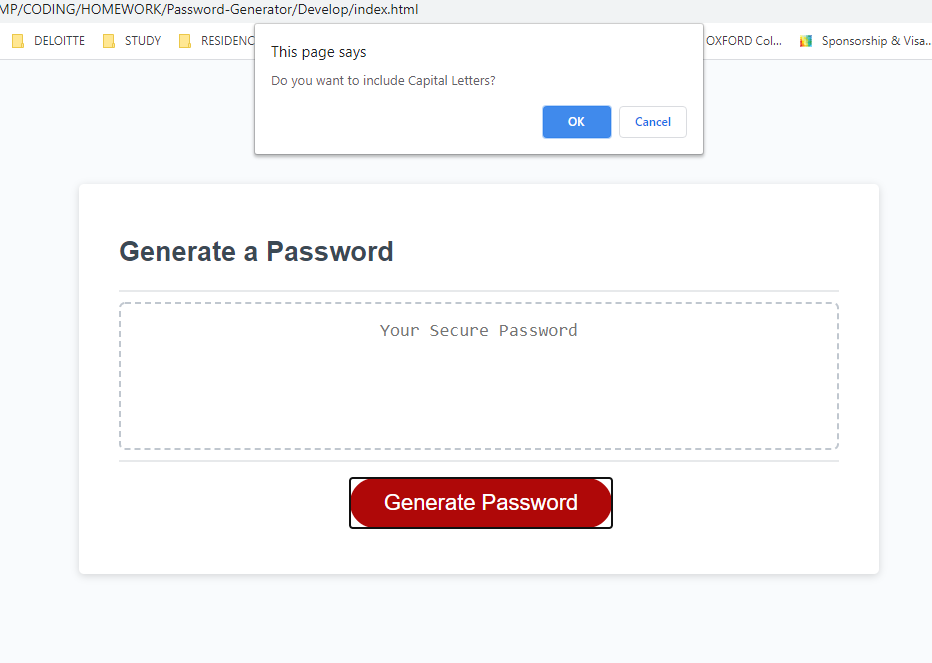 MP/CODING/HOMEWORK/Password-Generator/Develop/index.html
DELOITTE STUDY RESIDENC OXFORD Col... Sponsorship & Visa...
This page says
Do you want to include Capital Letters?
OK Cancel
Generate a Password
Your Secure Password
Generate Password